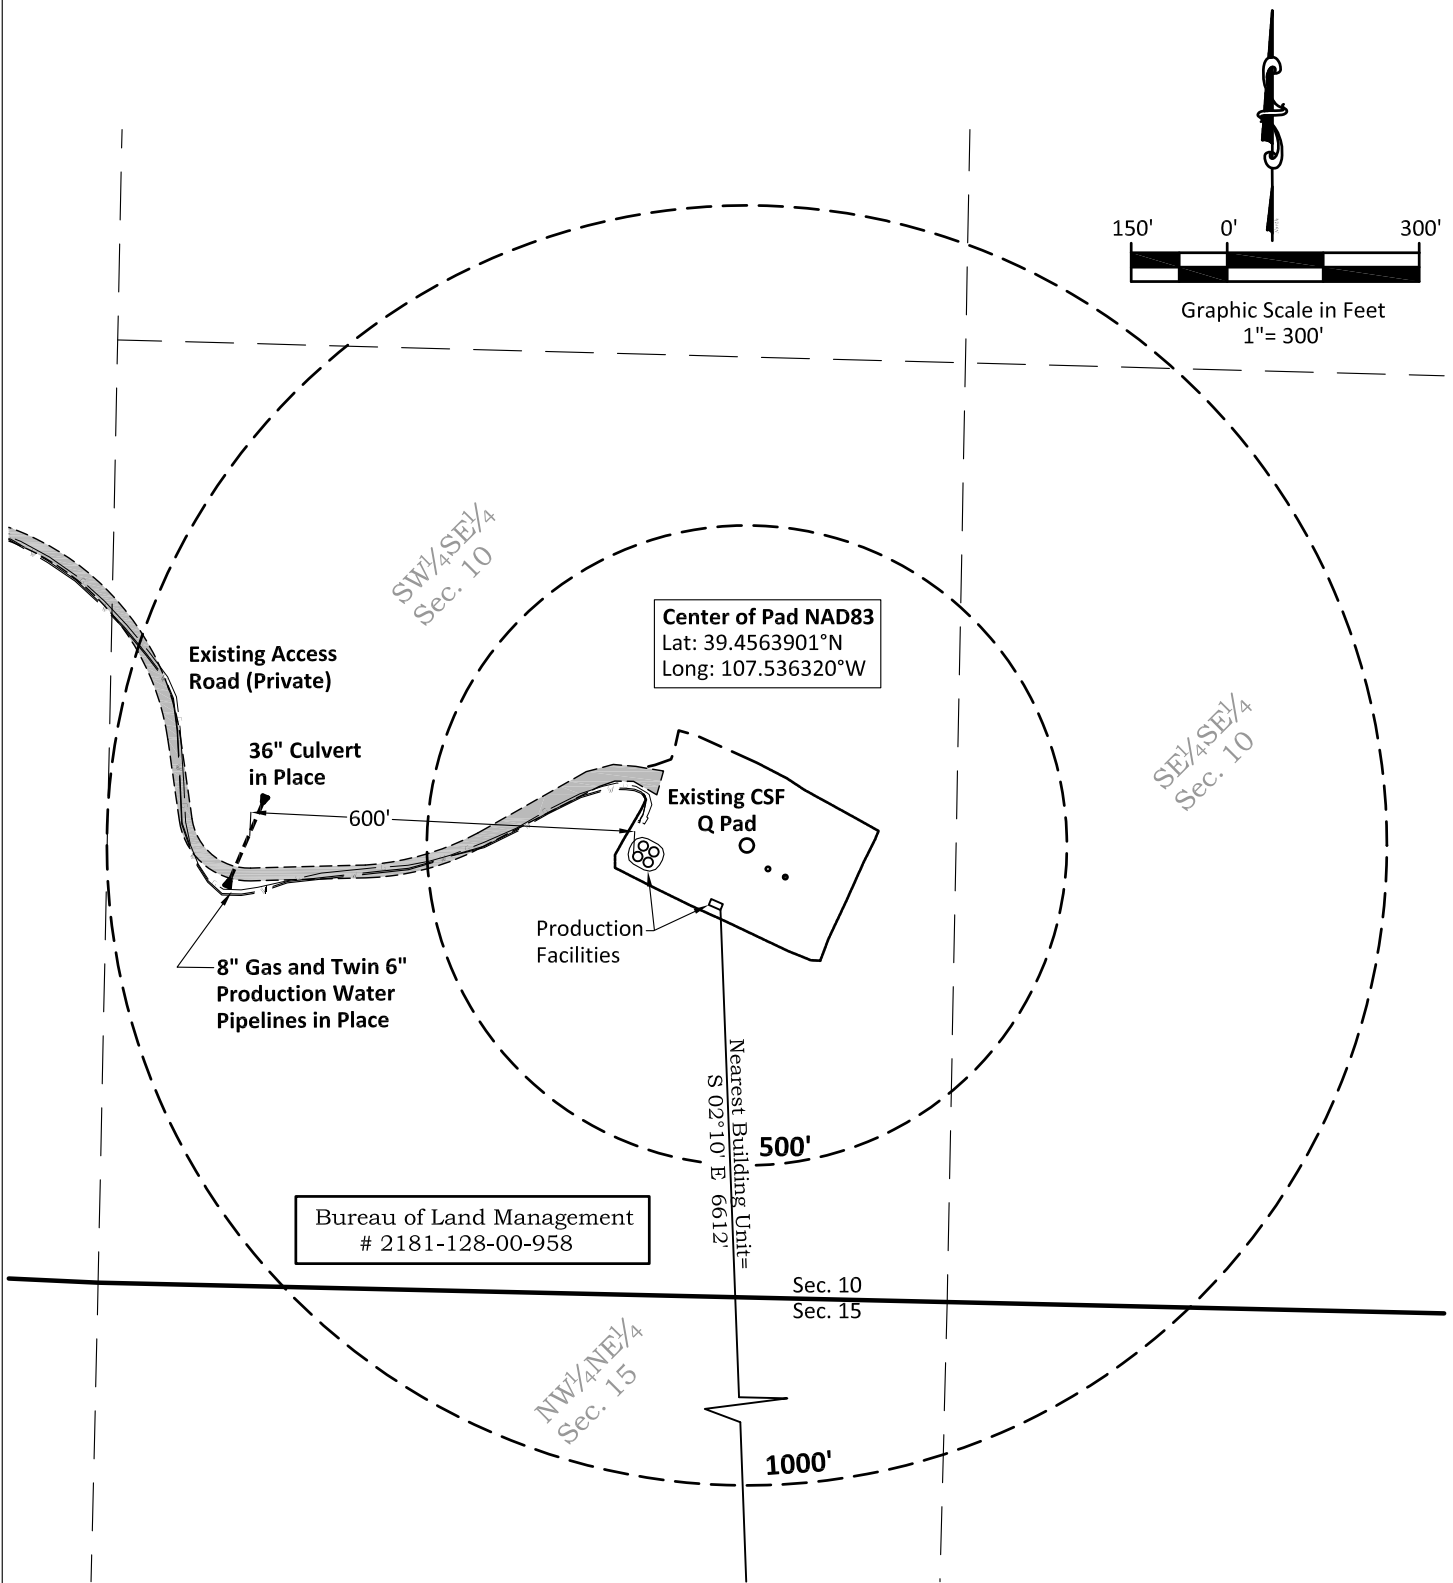 150' 0' 300'
Graphic Scale in Feet
1"= 300'
SW¼SE¼
Sec. 10
Center of Pad NAD83
Lat: 39.4563901°N
Long: 107.536320°W
Existing Access
Road (Private)
SE¼SE¼
Sec. 10
36" Culvert
in Place
600'
Existing CSF
Q Pad
Production
Facilities
8" Gas and Twin 6"
Production Water
Pipelines in Place
Nearest Building Unit=
S 02°10' E 6612'
500'
Bureau of Land Management
# 2181-128-00-958
Sec. 10
Sec. 15
NW¼NE¼
Sec. 15
1000'